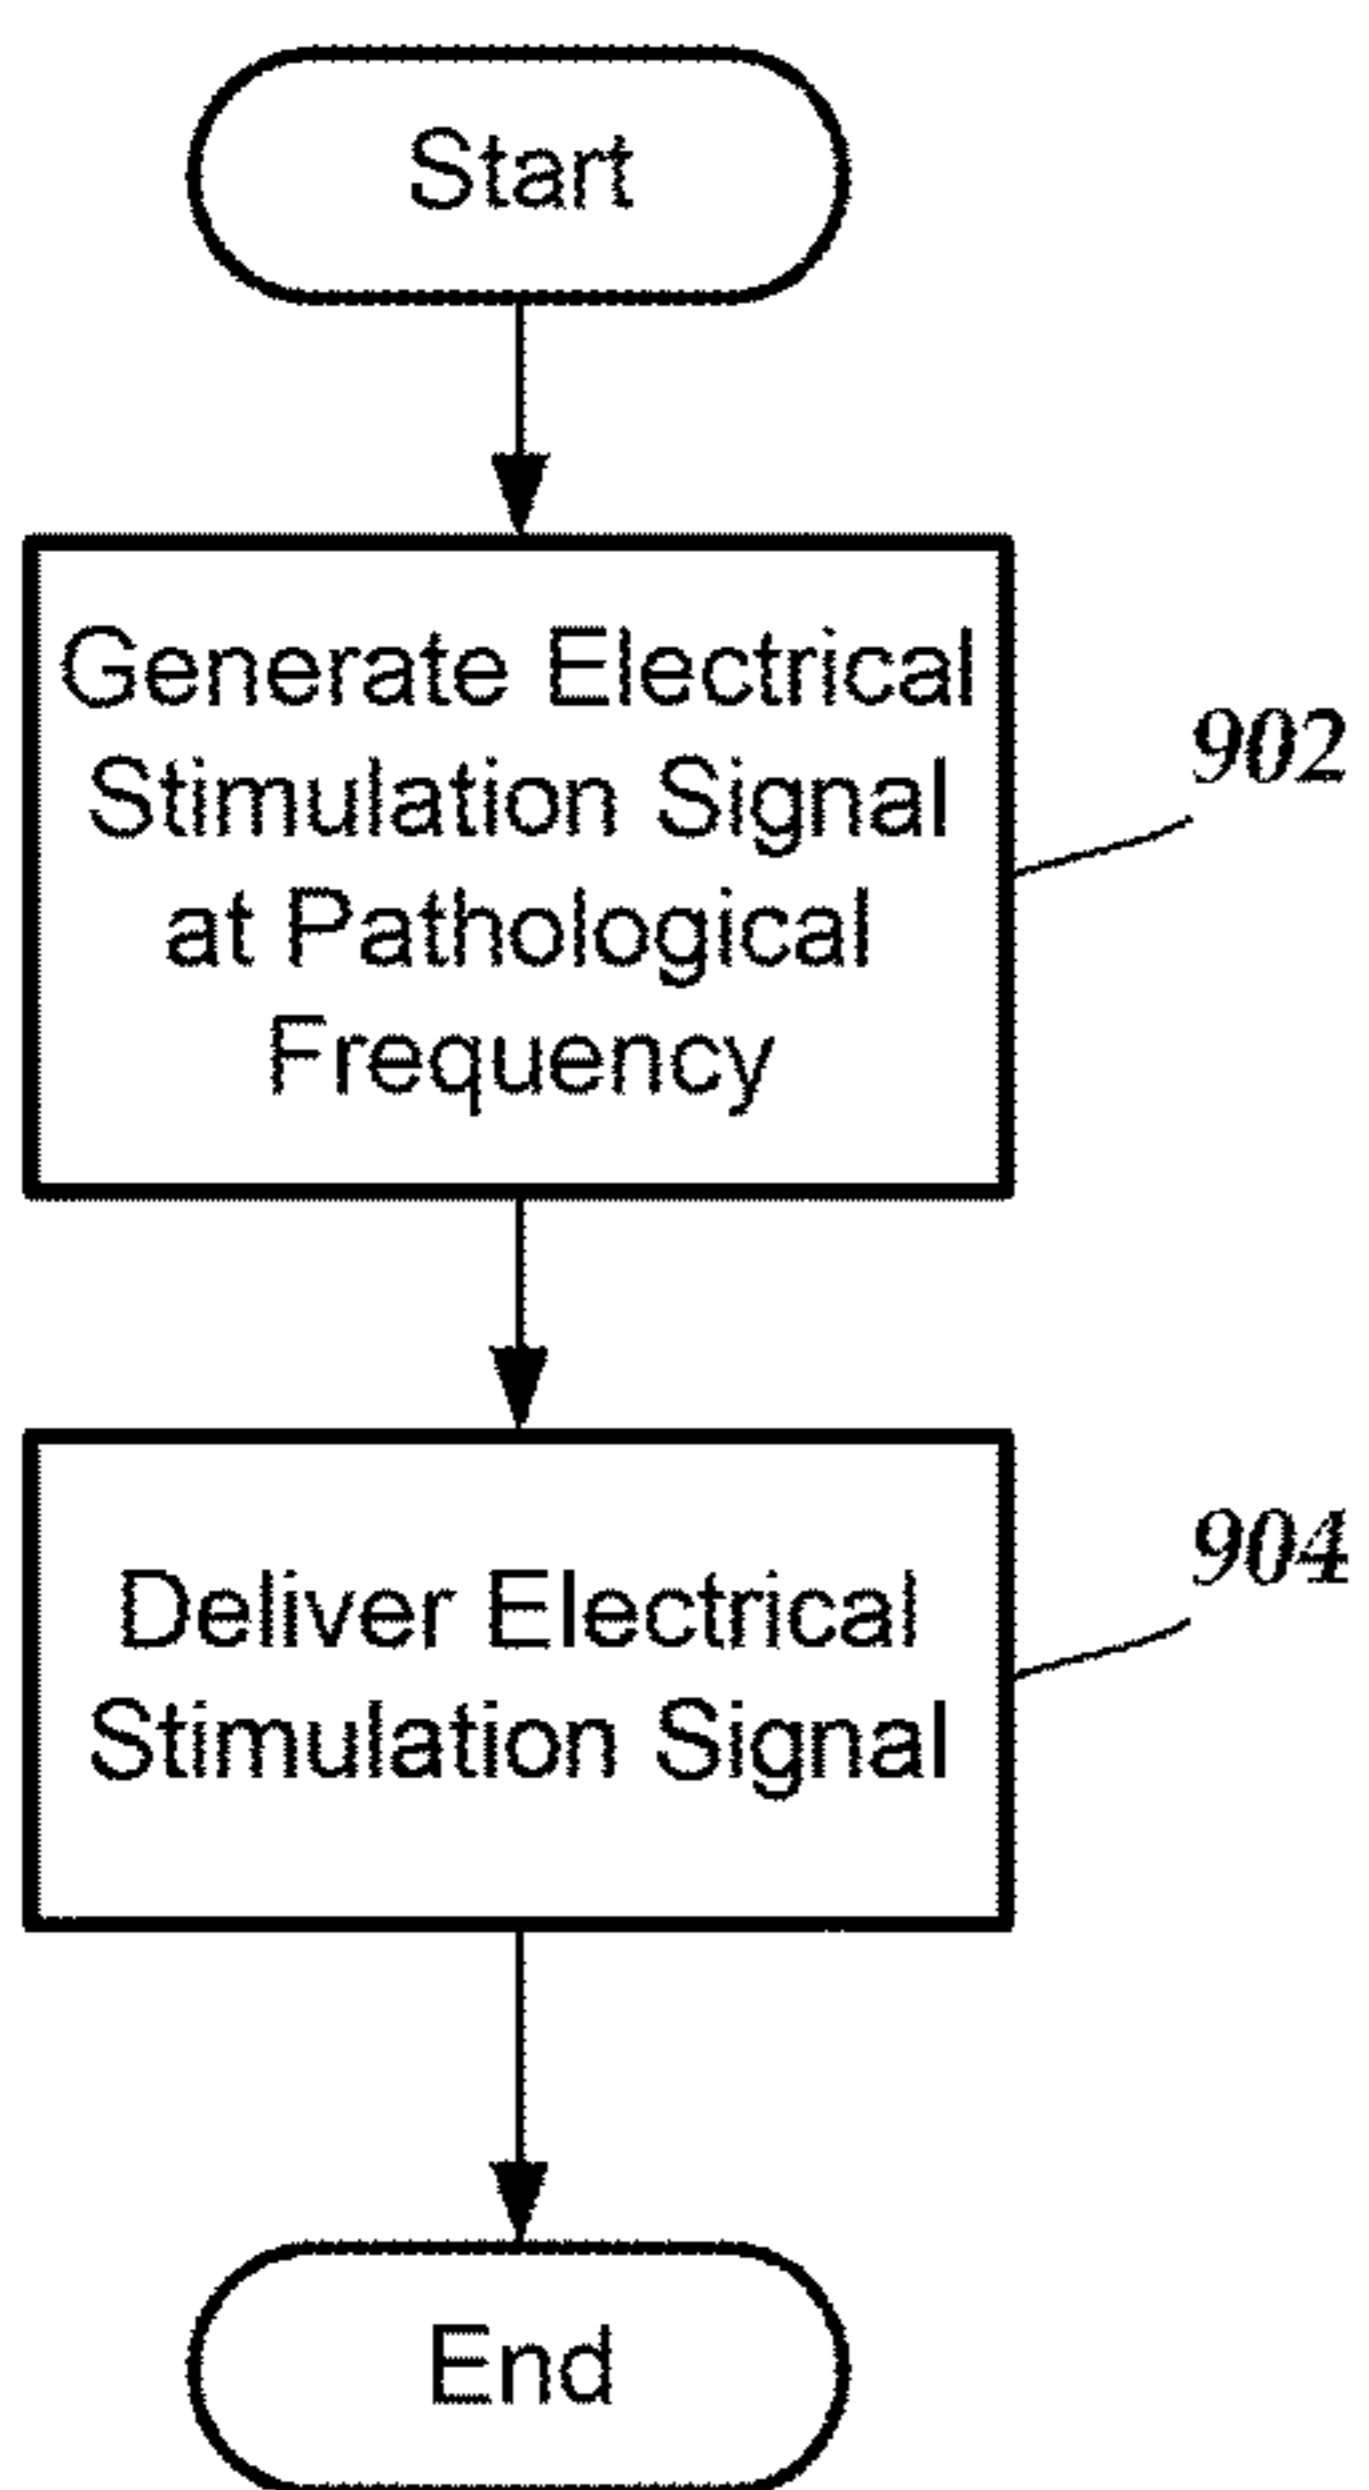 Start
Generate Electrical
Stimulation Signal
at Pathological
Frequency
902
Deliver Electrical
Stimulation Signal
904
End